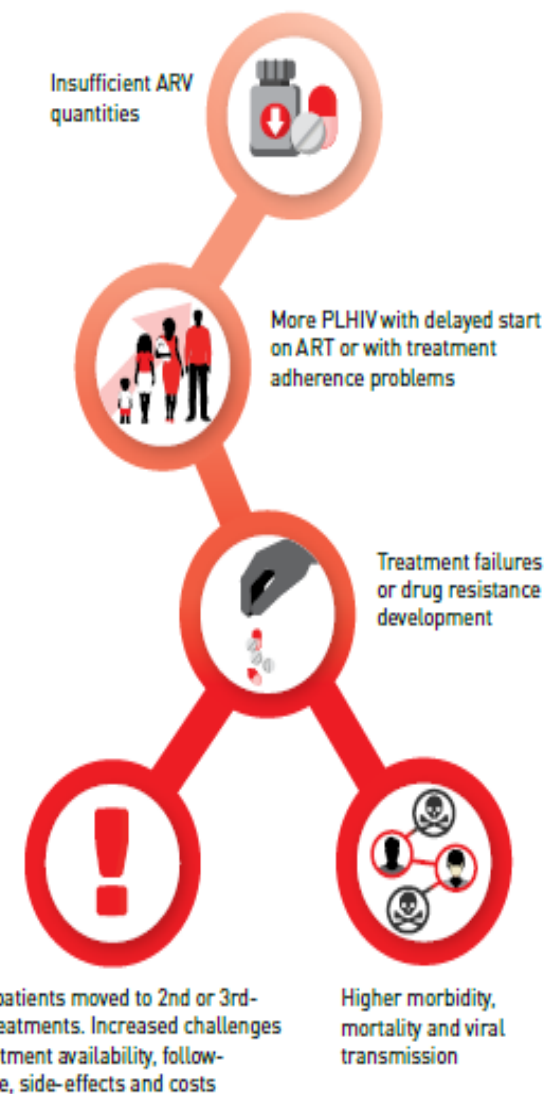 Insufficient ARV
quantities
More PLHIV with delayed start
on ART or with treatment
adherence problems
Treatment failures
or drug resistance
development
patients moved to 2nd or 3rd-
treatments. Increased challenges
availability, follow-
side-effects and costs
Higher morbidity,
mortality and viral
transmission